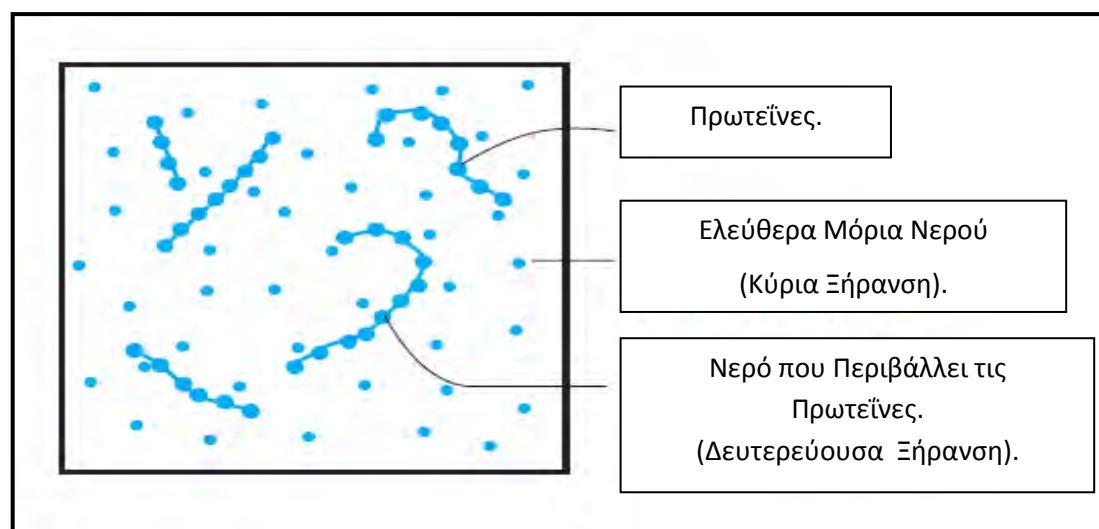 Πρωτεΐνες.
Ελεύθερα Μόρια Νερού
(Κύρια Ξήρανση).
Νερό που Περιβάλλει τις
Πρωτεΐνες.
(Δευτερεύουσα Ξήρανση).